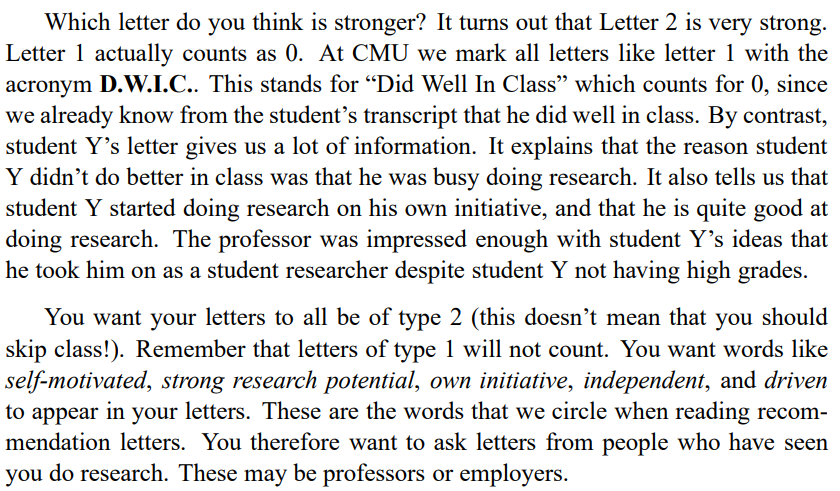 Which letter do you think is stronger? It turns out that Letter 2 is very strong.
Letter 1 actually counts as 0. At CMU we mark all letters like letter 1 with the
acronym D.W.I.C.. This stands for “Did Well In Class” which counts for 0, since
we already know from the student’s transcript that he did well in class. By contrast,
student Y’s letter gives us a lot of information. It explains that the reason student
Y didn’t do better in class was that he was busy doing research. It also tells us that
student Y started doing research on his own initiative, and that he is quite good at
doing research. The professor was impressed enough with student Y’s ideas that
he took him on as a student researcher despite student Y not having high grades.
You want your letters to all be of type 2 (this doesn’t mean that you should
skip class!). Remember that letters of type 1 will not count. You want words like
self-motivated, strong research potential, own initiative, independent, and driven
to appear in your letters. These are the words that we circle when reading recom-
mendation letters. You therefore want to ask letters from people who have seen
you do research. These may be professors or employers.